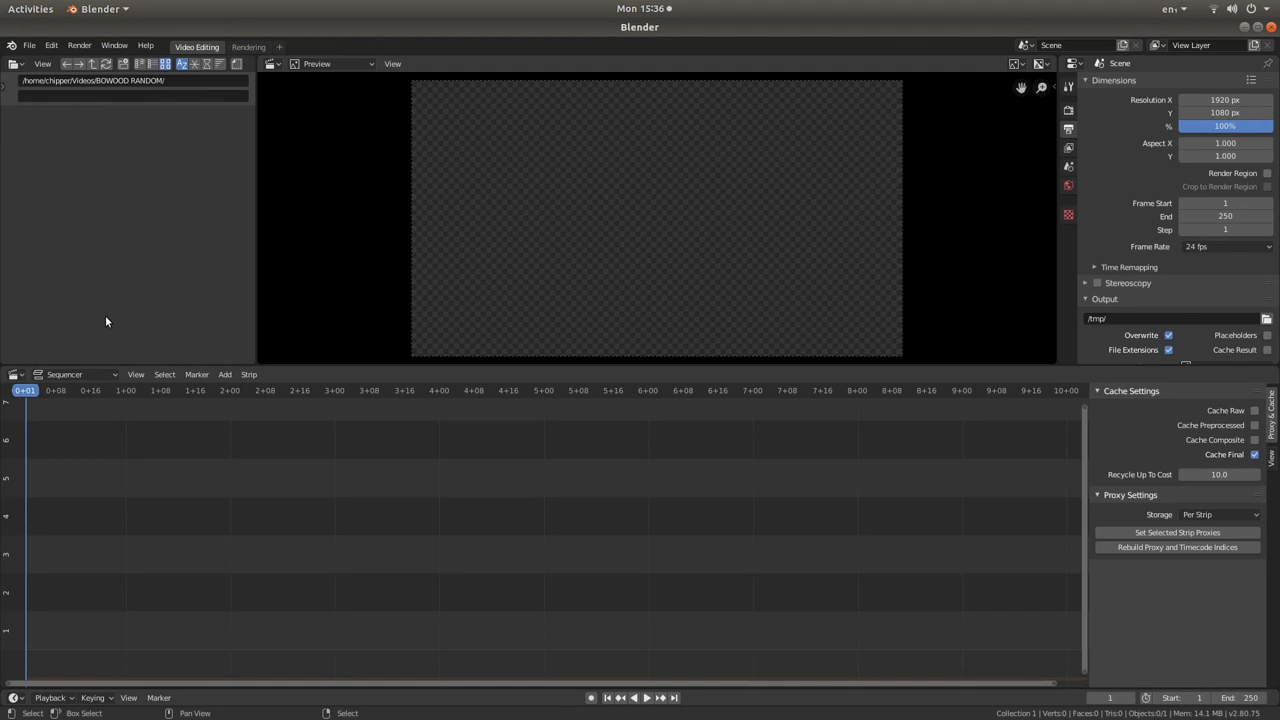 Activities Blender Mon 15:36 en₁
Blender
File Edit Render Window Help Video Editing Rendering + Scene View Layer
View Preview View Scene
/home/chipper/Videos/BOWOOD RANDOM/
Dimensions
Resolution X 1920 px
Y 1080 px
% 100%
Aspect X 1.000
Y 1.000
Render Region
Crop to Render Region
Frame Start 1
End 250
Step 1
Frame Rate 24 fps
Time Remapping
Stereoscopy
Output
/tmp/
Overwrite Placeholders
File Extensions Cache Result
Sequencer View Select Marker Add Strip
0+01 0+08 0+16 1+00 1+08 1+16 2+00 2+08 2+16 3+00 3+08 3+16 4+00 4+08 4+16 5+00 5+08 5+16 6+00 6+08 6+16 7+00 7+08 7+16 8+00 8+08 8+16 9+00 9+08 9+16 10+00
7
6
5
4
3
2
1
Cache Settings
Cache Raw
Cache Preprocessed
Cache Composite
Cache Final
Recycle Up To Cost 10.0
Proxy Settings
Storage Per Strip
Set Selected Strip Proxies
Rebuild Proxy and Timecode Indices
Proxy & Cache
View
Playback Keying View Marker 1 Start: 1 End: 250
Select Box Select Pan View Select Collection 1 | Verts:0 | Faces:0 | Tris:0 | Objects:0/1 | Mem: 14.1 MB | v2.80.75